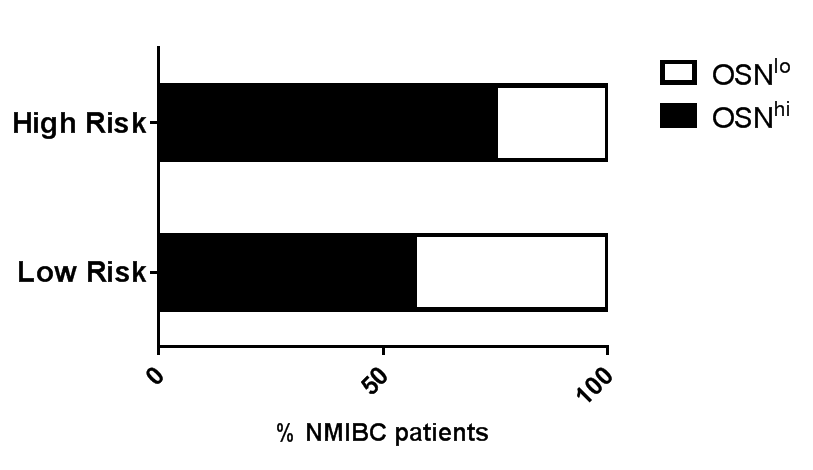 OSNlo
OSNhi
High Risk
Low Risk
0
50
100
% NMIBC patients